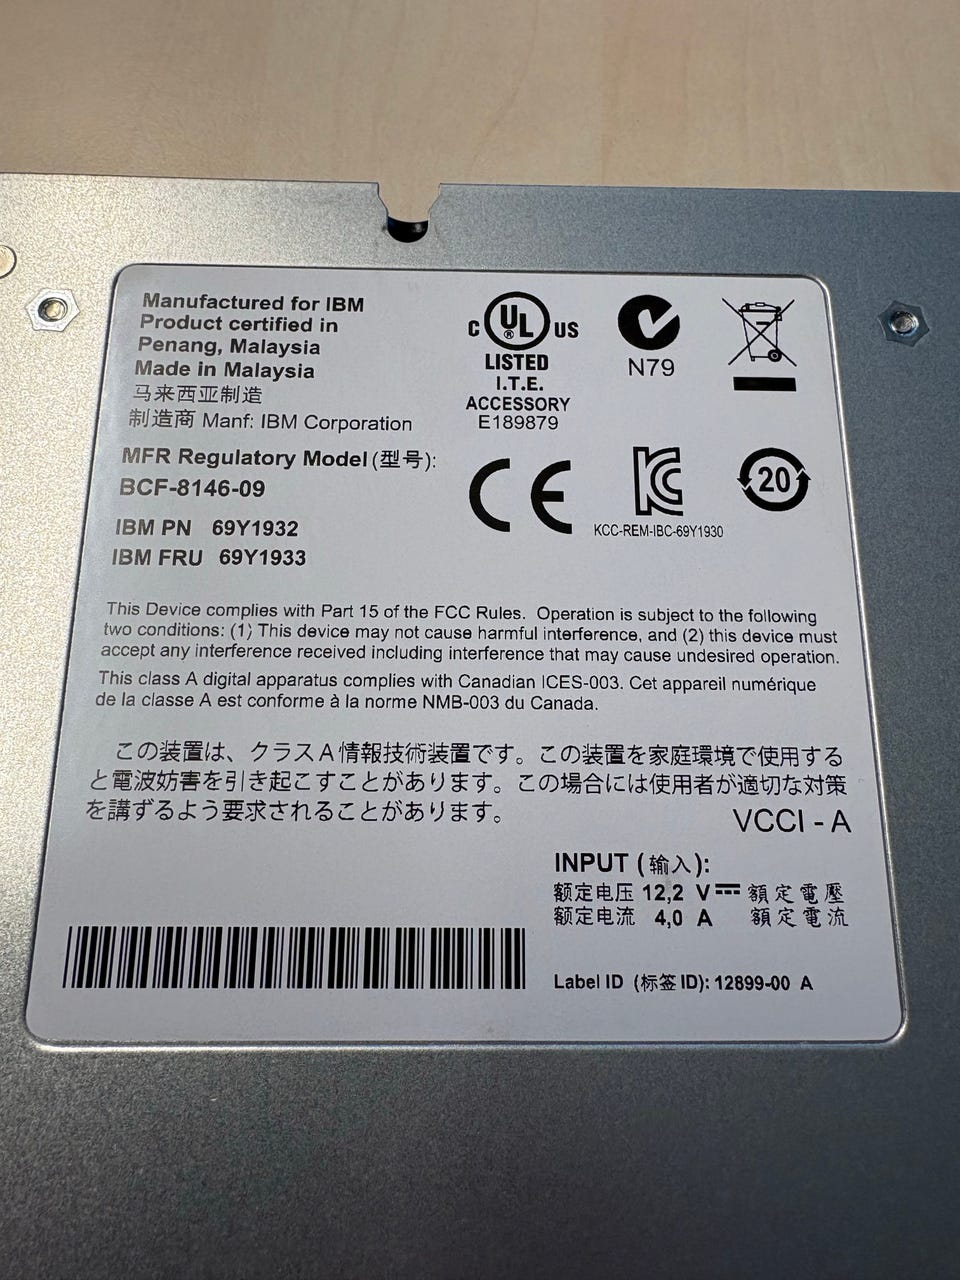 Manufactured for IBM
Product certified in
Penang, Malaysia
Made in Malaysia
马来西亚制造
制造商 Manf: IBM Corporation
MFR Regulatory Model (型号):
BCF-8146-09
IBM PN 69Y1932
IBM FRU 69Y1933
C UL ® US
LISTED
I.T.E.
ACCESSORY
E189879
N79
CE
KC
KCC-REM-IBC-69Y1930
20
This Device complies with Part 15 of the FCC Rules. Operation is subject to the following
two conditions: (1) This device may not cause harmful interference, and (2) this device must
accept any interference received including interference that may cause undesired operation.
This class A digital apparatus complies with Canadian ICES-003. Cet appareil numérique
de la classe A est conforme à la norme NMB-003 du Canada.
この装置は、クラスA情報技術装置です。この装置を家庭環境で使用する
と電波妨害を引き起こすことがあります。この場合には使用者が適切な対策
を講ずるよう要求されることがあります。
VCCI - A
INPUT (输入):
额定电压 12,2 V⎓ 額定電壓
额定电流 4,0 A 額定電流
Label ID (标签 ID): 12899-00 A